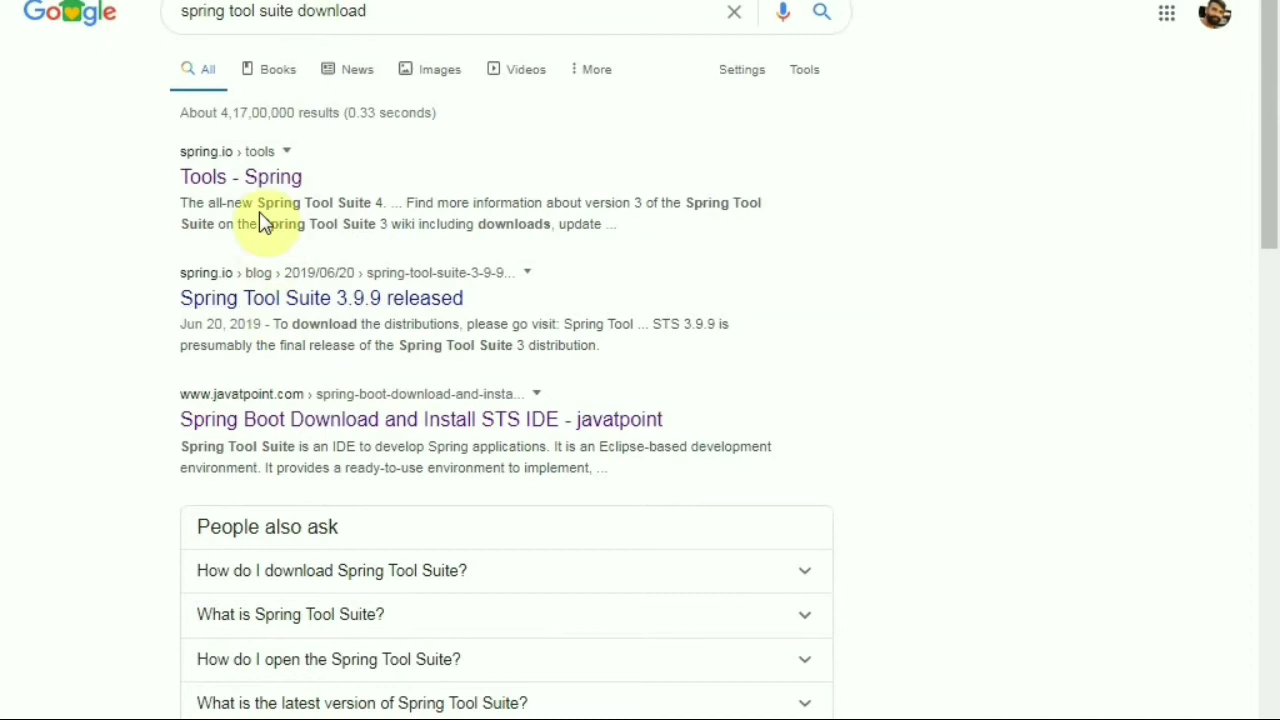 Google
spring tool suite download
All Books News Images Videos More Settings Tools
About 4,17,00,000 results (0.33 seconds)
spring.io › tools
Tools - Spring
The all-new Spring Tool Suite 4. ... Find more information about version 3 of the Spring Tool
Suite on the Spring Tool Suite 3 wiki including downloads, update ...
spring.io › blog › 2019/06/20 › spring-tool-suite-3-9-9...
Spring Tool Suite 3.9.9 released
Jun 20, 2019 - To download the distributions, please go visit: Spring Tool ... STS 3.9.9 is
presumably the final release of the Spring Tool Suite 3 distribution.
www.javatpoint.com › spring-boot-download-and-insta...
Spring Boot Download and Install STS IDE - javatpoint
Spring Tool Suite is an IDE to develop Spring applications. It is an Eclipse-based development
environment. It provides a ready-to-use environment to implement, ...
People also ask
How do I download Spring Tool Suite?
What is Spring Tool Suite?
How do I open the Spring Tool Suite?
What is the latest version of Spring Tool Suite?